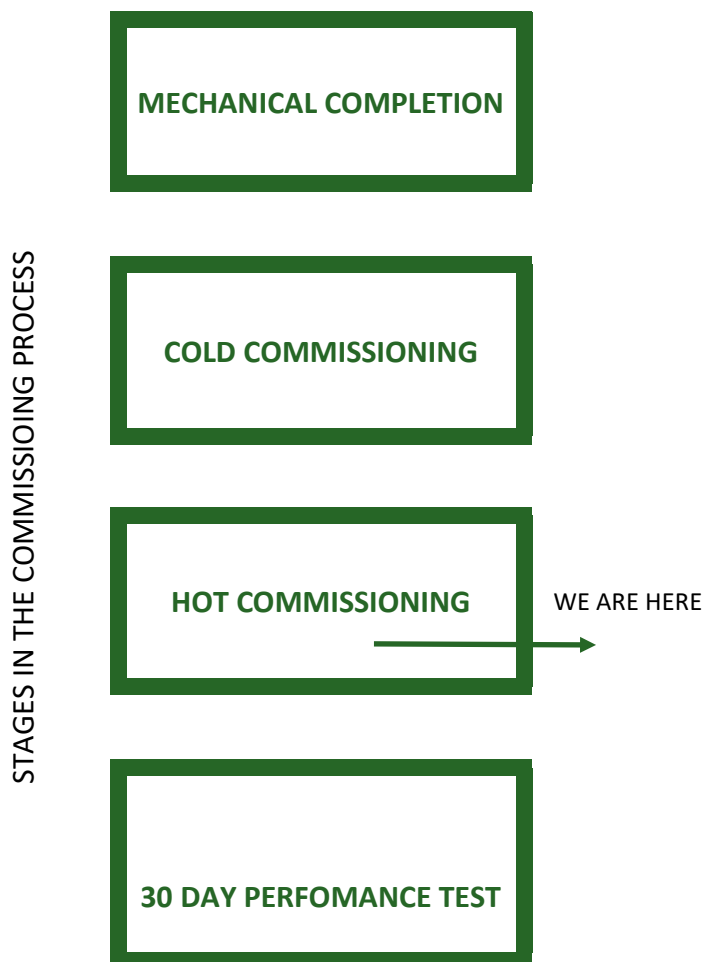 STAGES IN THE COMMISSIOING PROCESS
MECHANICAL COMPLETION
COLD COMMISSIONING
HOT COMMISSIONING
WE ARE HERE
30 DAY PERFOMANCE TEST